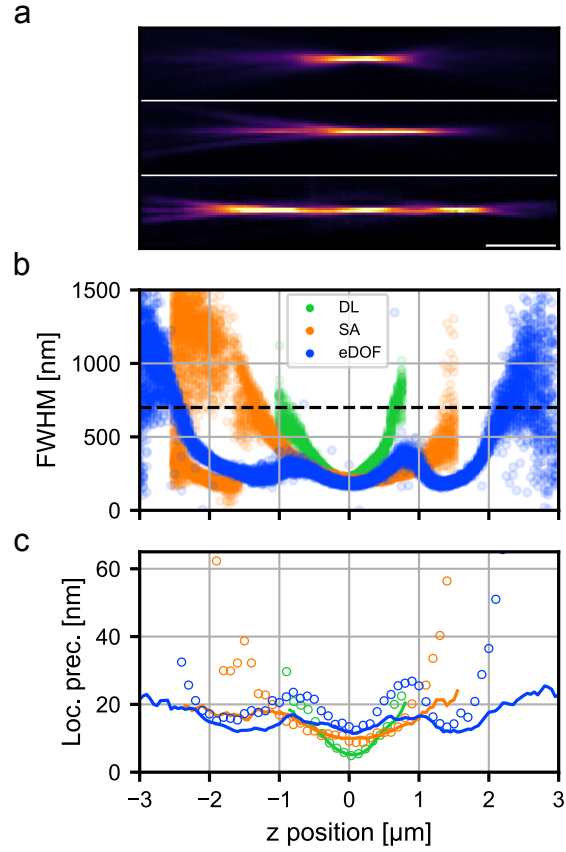 a
b
1500
1000
500
0
FWHM [nm]
DL
SA
eDOF
c
60
40
20
0
Loc. prec. [nm]
−3
−2
−1
0
1
2
3
z position [μm]